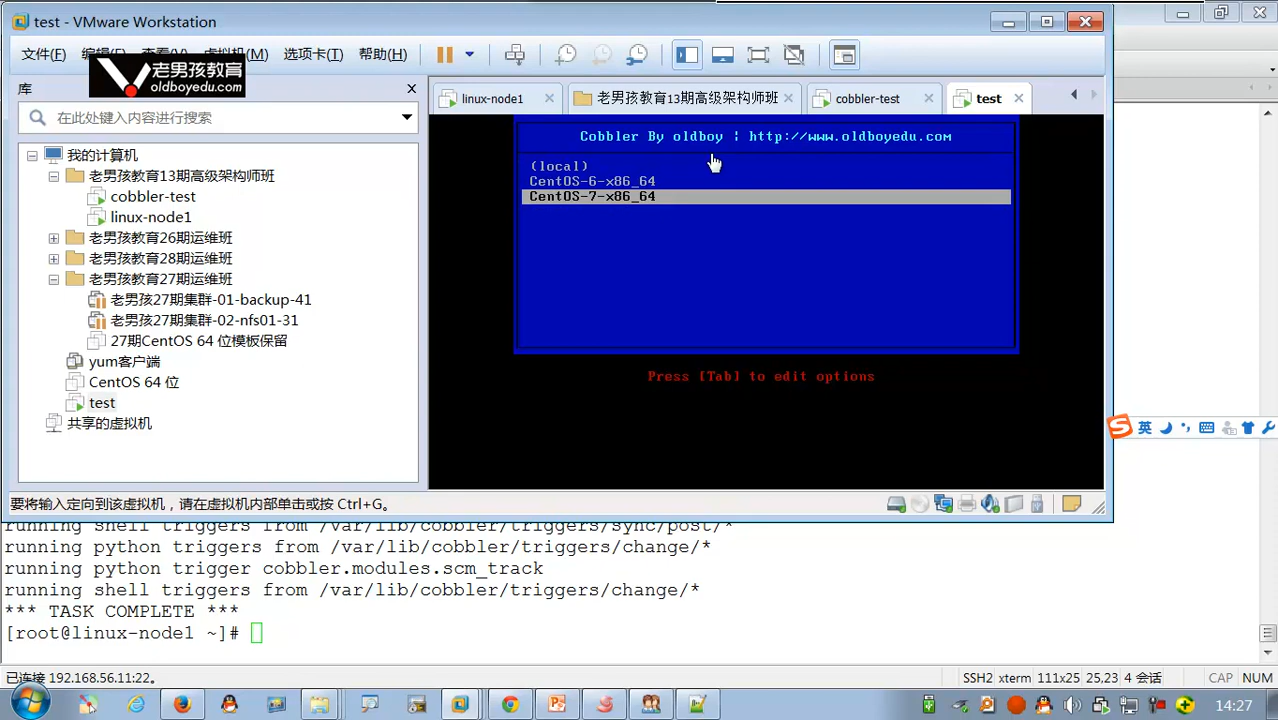 test - VMware Workstation
文件(F) 编辑(E) 查看(V) 虚拟机(M) 选项卡(T) 帮助(H)
老男孩教育
oldboyedu.com
库
在此处键入内容进行搜索
我的计算机
老男孩教育13期高级架构师班
cobbler-test
linux-node1
老男孩教育26期运维班
老男孩教育28期运维班
老男孩教育27期运维班
老男孩27期集群-01-backup-41
老男孩27期集群-02-nfs01-31
27期CentOS 64 位模板保留
yum客户端
CentOS 64 位
test
共享的虚拟机
linux-node1 老男孩教育13期高级架构师班 cobbler-test test
Cobbler By oldboy ¦ http://www.oldboyedu.com
(local)
CentOS-6-x86_64
CentOS-7-x86_64
Press [Tab] to edit options
英
要将输入定向到该虚拟机，请在虚拟机内部单击或按 Ctrl+G。
running shell triggers from /var/lib/cobbler/triggers/sync/post/*
running python triggers from /var/lib/cobbler/triggers/change/*
running python trigger cobbler.modules.scm_track
running shell triggers from /var/lib/cobbler/triggers/change/*
*** TASK COMPLETE ***
[root@linux-node1 ~]#
已连接 192.168.56.11:22。 SSH2 xterm 111x25 25,23 4 会话 CAP NUM
14:27